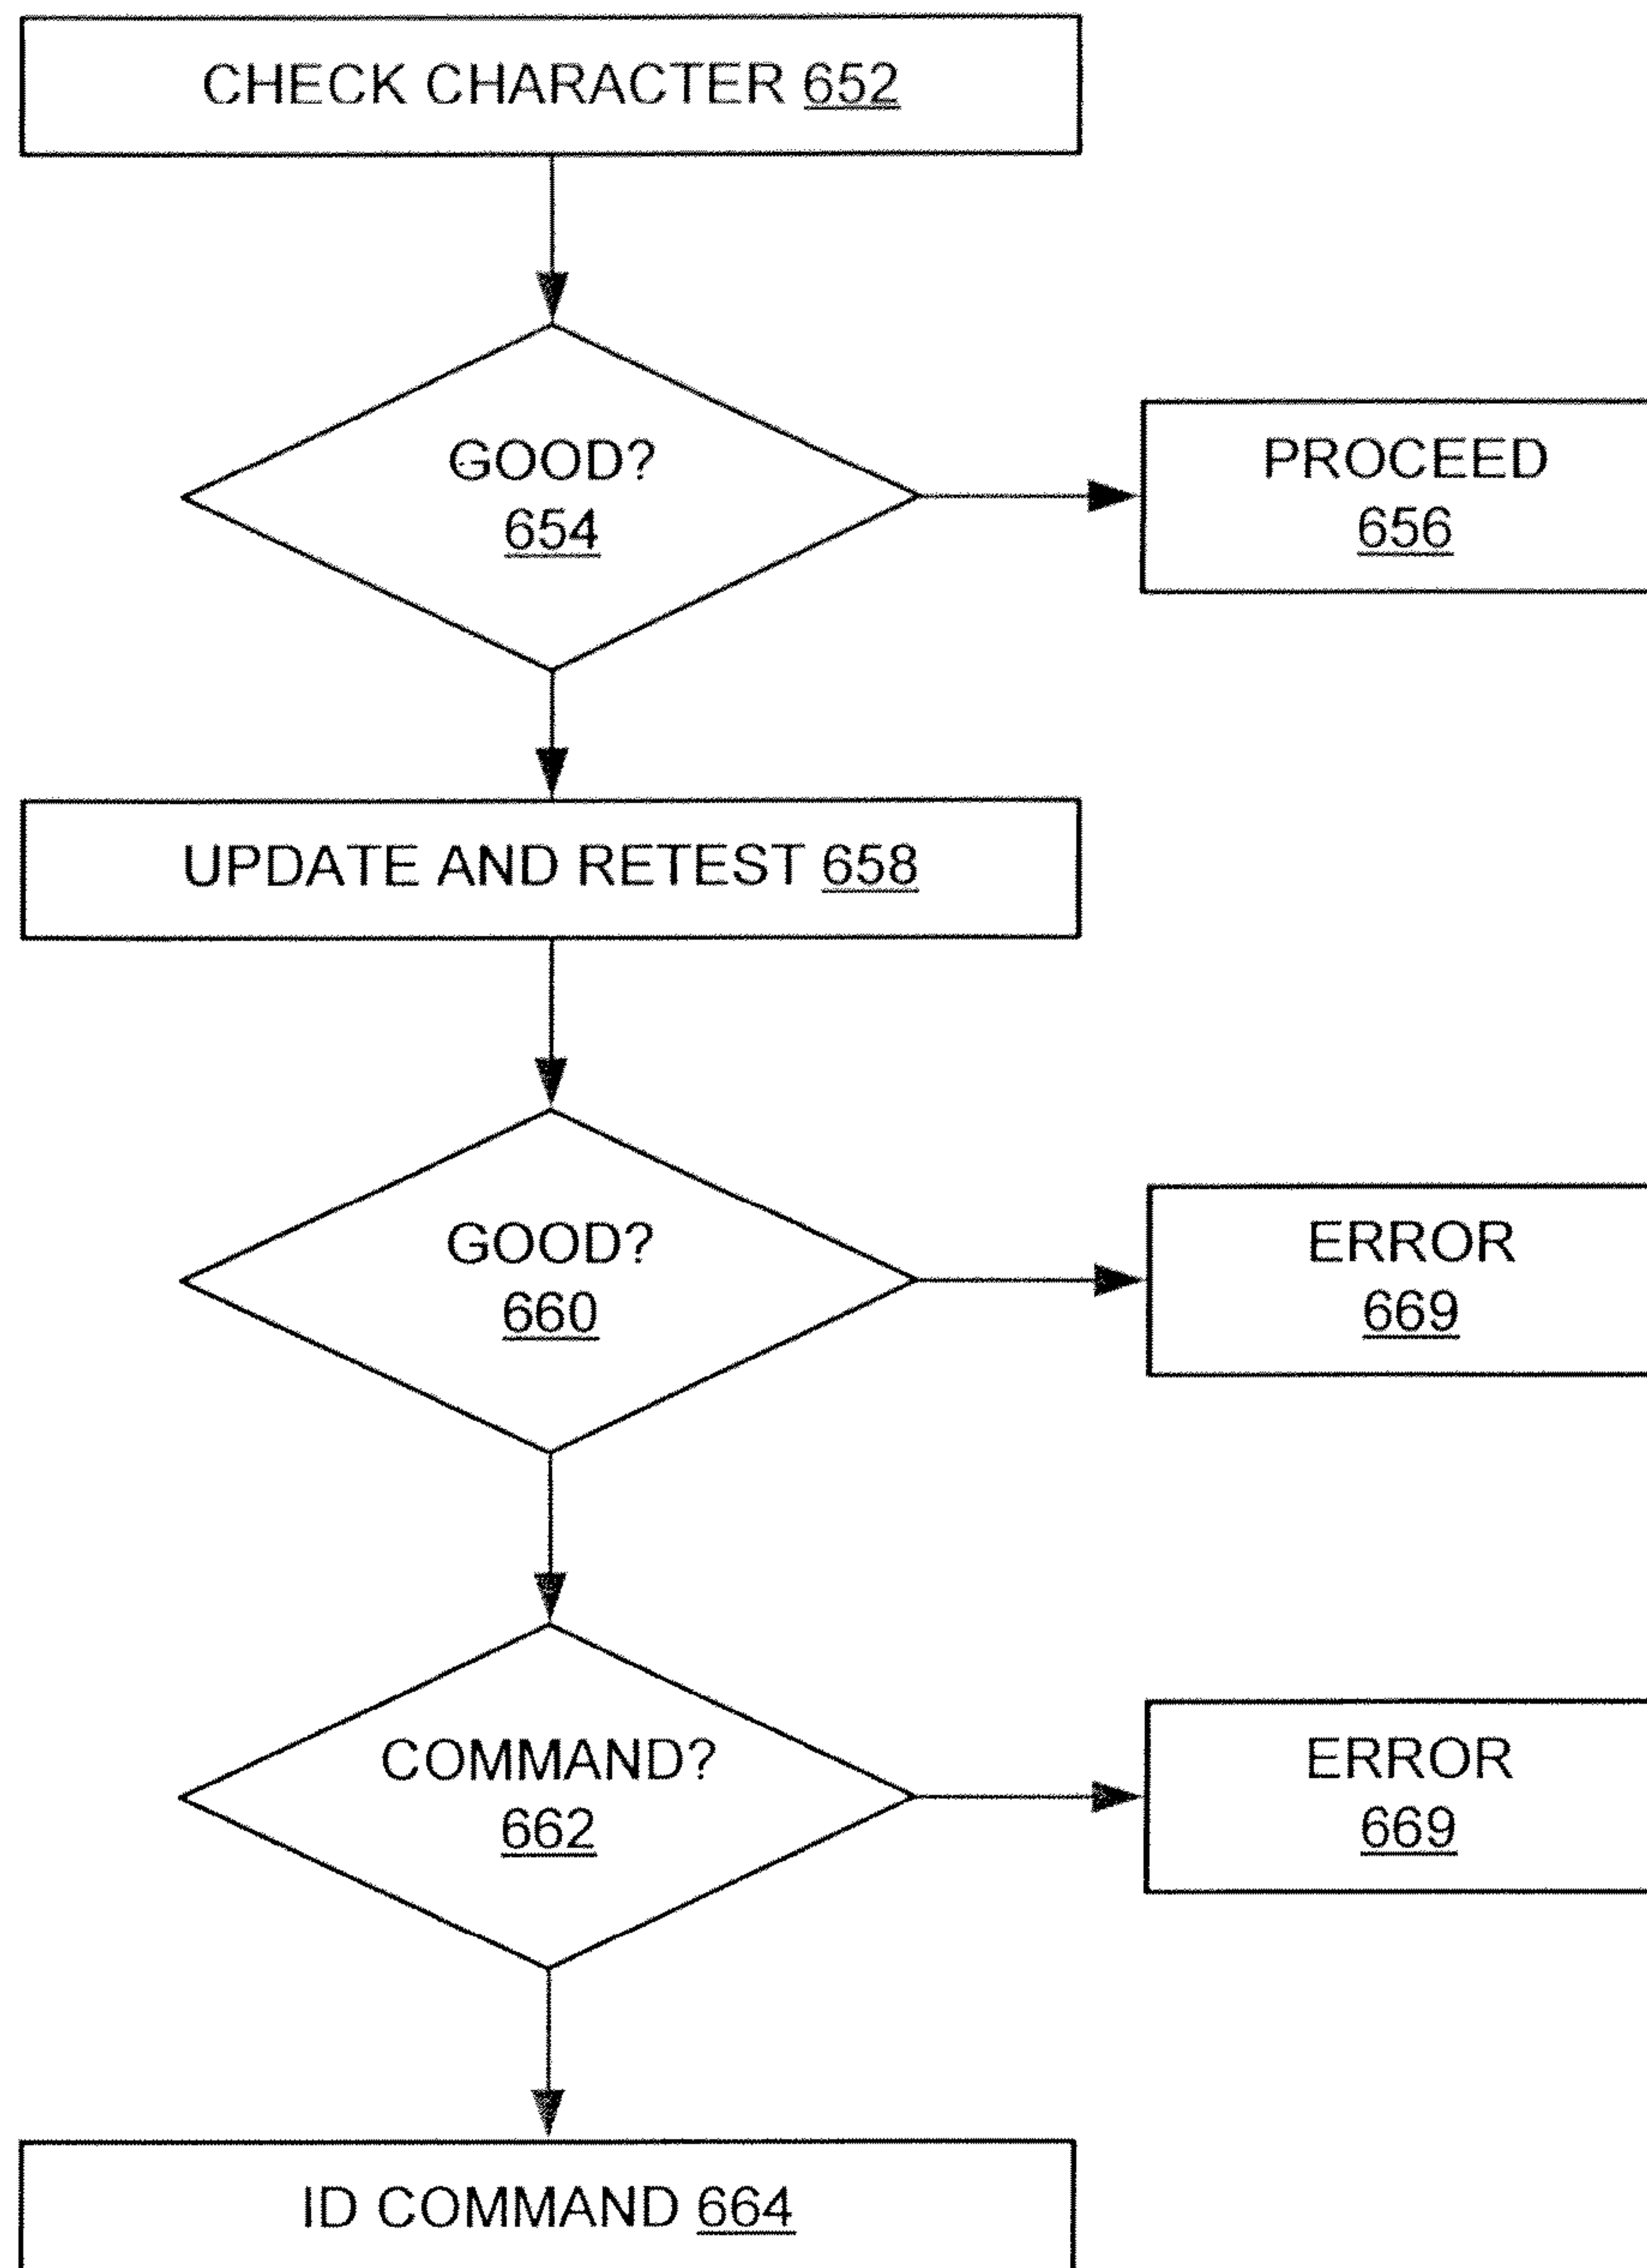 CHECK CHARACTER 652
GOOD?
654
PROCEED
656
UPDATE AND RETEST 658
GOOD?
660
ERROR
669
COMMAND?
662
ERROR
669
ID COMMAND 664